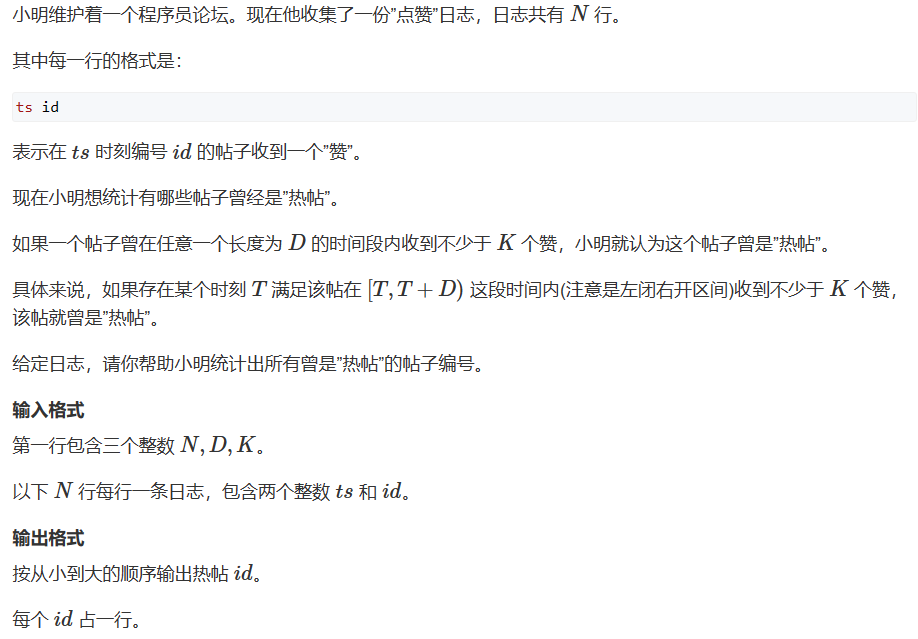 小明维护着一个程序员论坛。现在他收集了一份”点赞”日志，日志共有 N 行。
其中每一行的格式是：
ts id
表示在 ts 时刻编号 id 的帖子收到一个”赞”。
现在小明想统计有哪些帖子曾经是”热帖”。
如果一个帖子曾在任意一个长度为 D 的时间段内收到不少于 K 个赞，小明就认为这个帖子曾是”热帖”。
具体来说，如果存在某个时刻 T 满足该帖在 [T,T+D) 这段时间内(注意是左闭右开区间)收到不少于 K 个赞，
该帖就曾是”热帖”。
给定日志，请你帮助小明统计出所有曾是”热帖”的帖子编号。
输入格式
第一行包含三个整数 N,D,K。
以下 N 行每行一条日志，包含两个整数 ts 和 id。
输出格式
按从小到大的顺序输出热帖 id。
每个 id 占一行。